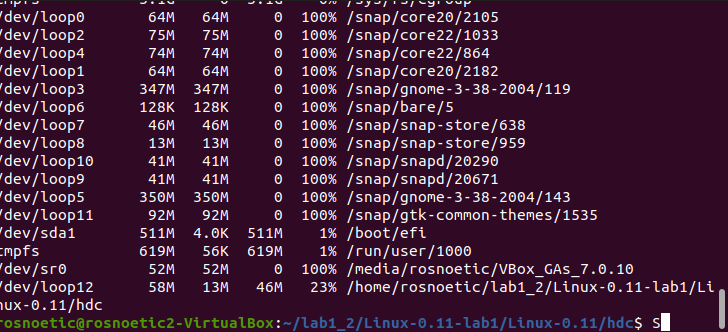 /dev/loop0 64M 64M 0 100% /snap/core20/2105
/dev/loop2 75M 75M 0 100% /snap/core22/1033
/dev/loop4 74M 74M 0 100% /snap/core22/864
/dev/loop1 64M 64M 0 100% /snap/core20/2182
/dev/loop3 347M 347M 0 100% /snap/gnome-3-38-2004/119
/dev/loop6 128K 128K 0 100% /snap/bare/5
/dev/loop7 46M 46M 0 100% /snap/snap-store/638
/dev/loop8 13M 13M 0 100% /snap/snap-store/959
/dev/loop10 41M 41M 0 100% /snap/snapd/20290
/dev/loop9 41M 41M 0 100% /snap/snapd/20671
/dev/loop5 350M 350M 0 100% /snap/gnome-3-38-2004/143
/dev/loop11 92M 92M 0 100% /snap/gtk-common-themes/1535
/dev/sda1 511M 4.0K 511M 1% /boot/efi
tmpfs 619M 56K 619M 1% /run/user/1000
/dev/sr0 52M 52M 0 100% /media/rosnoetic/VBox_GAs_7.0.10
/dev/loop12 58M 13M 46M 23% /home/rosnoetic/lab1_2/Linux-0.11-lab1/Li
nux-0.11/hdc
rosnoetic@rosnoetic2-VirtualBox:~/lab1_2/Linux-0.11-lab1/Linux-0.11/hdc$ S